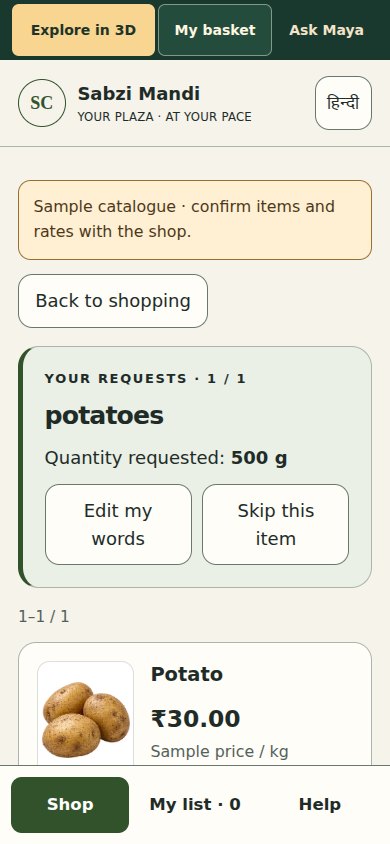 Explore in 3D
My basket
Ask Maya
SC
Sabzi Mandi
YOUR PLAZA · AT YOUR PACE
हिन्दी
Sample catalogue · confirm items and
rates with the shop.
Back to shopping
YOUR REQUESTS · 1 / 1
potatoes
Quantity requested: 500 g
Edit my
words
Skip this
item
1–1 / 1
Potato
₹30.00
Sample price / kg
Shop
My list · 0
Help